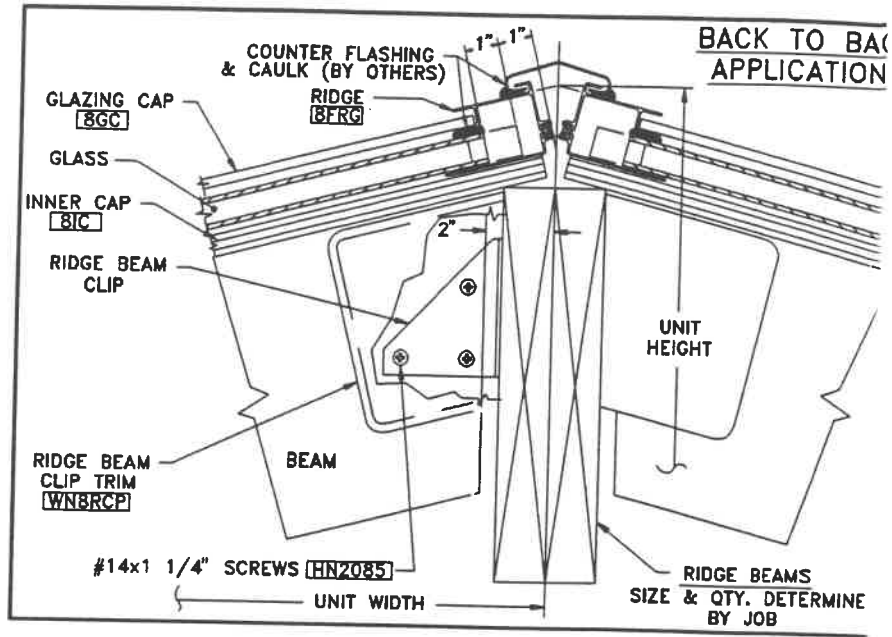 BACK TO BAC
APPLICATION
1" 1"
COUNTER FLASHING
& CAULK (BY OTHERS)
RIDGE
8FRG
GLAZING CAP
8GC
GLASS
INNER CAP
8IC
RIDGE BEAM
CLIP
2"
UNIT
HEIGHT
RIDGE BEAM
CLIP TRIM
WN8RCP
BEAM
#14x1 1/4" SCREWS HN2085
UNIT WIDTH
RIDGE BEAMS
SIZE & QTY. DETERMINE
BY JOB